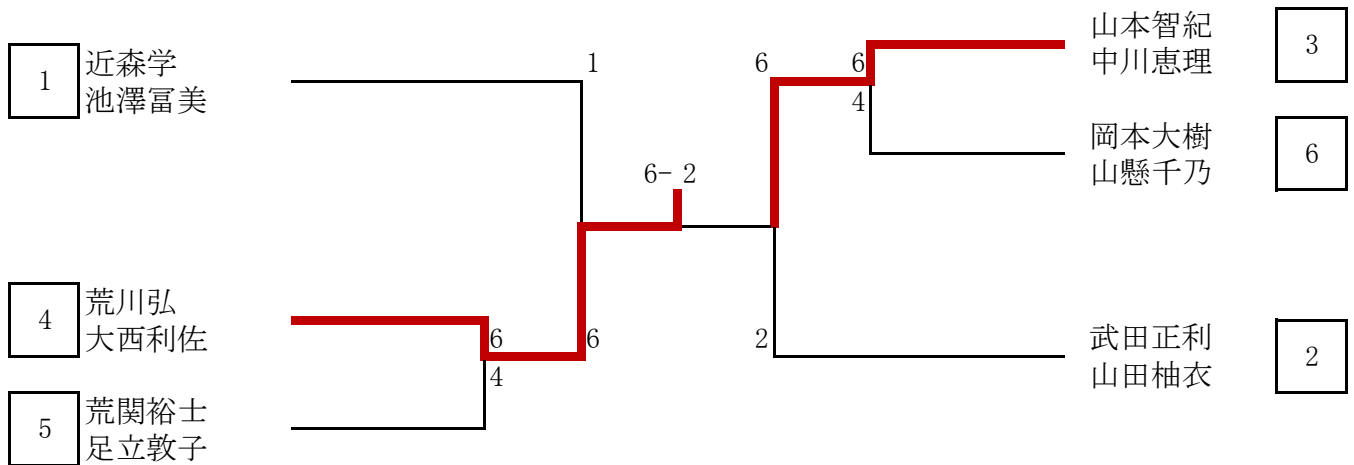 1
近森学
池澤冨美
4
荒川弘
大西利佐
5
荒関裕士
足立敦子
1
6
4
6
6- 2
6
6
4
2
山本智紀
中川恵理
3
岡本大樹
山懸千乃
6
武田正利
山田柚衣
2